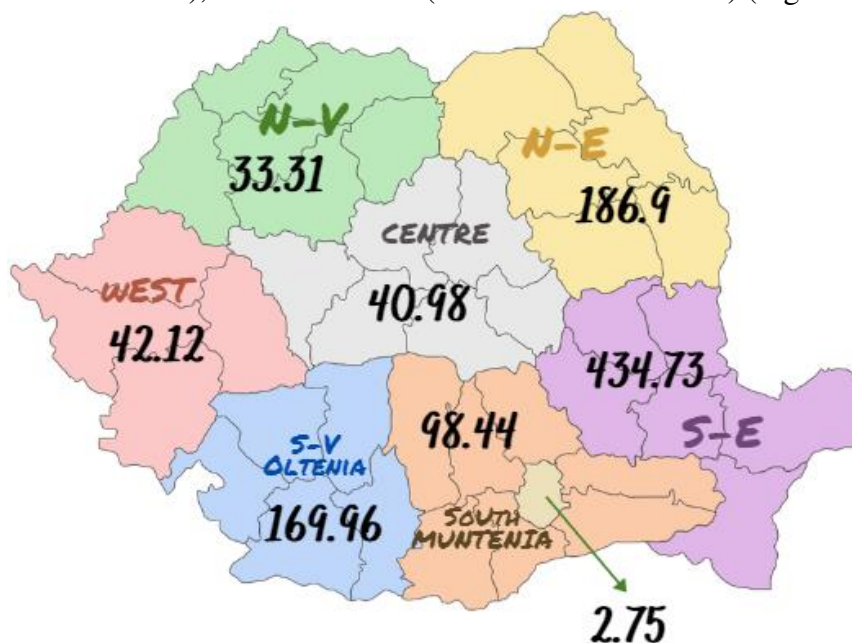 N-V
33.31
N-E
186.9
CENTRE
40.98
WEST
42.12
434.73
S-E
98.44
S-V
OLTENIA
169.96
SOUTH
MUNTENIA
2.75